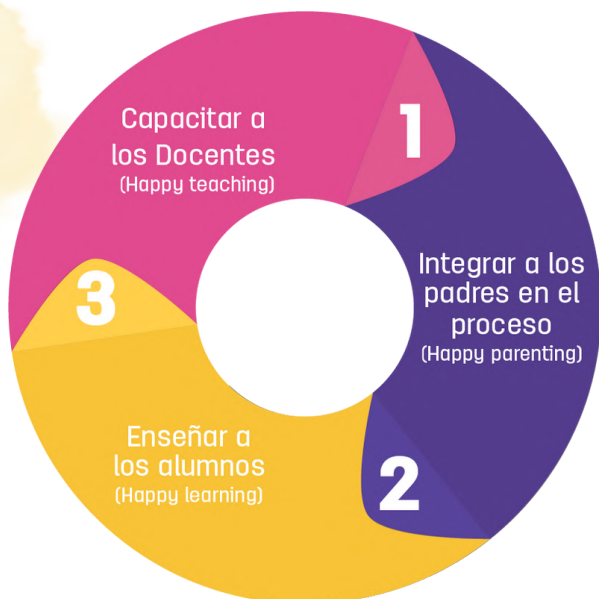 1
Capacitar a
los Docentes
(Happy teaching)
2
Integrar a los
padres en el
proceso
(Happy parenting)
3
Enseñar a
los alumnos
(Happy learning)